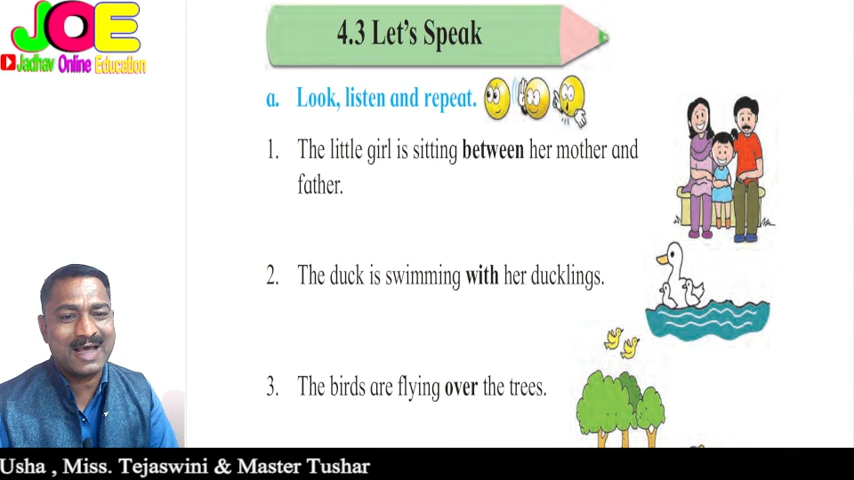 JOE
Jadhav Online Education
4.3 Let's Speak
a. Look, listen and repeat.
1. The little girl is sitting between her mother and
father.
2. The duck is swimming with her ducklings.
3. The birds are flying over the trees.
Usha , Miss. Tejaswini & Master Tushar